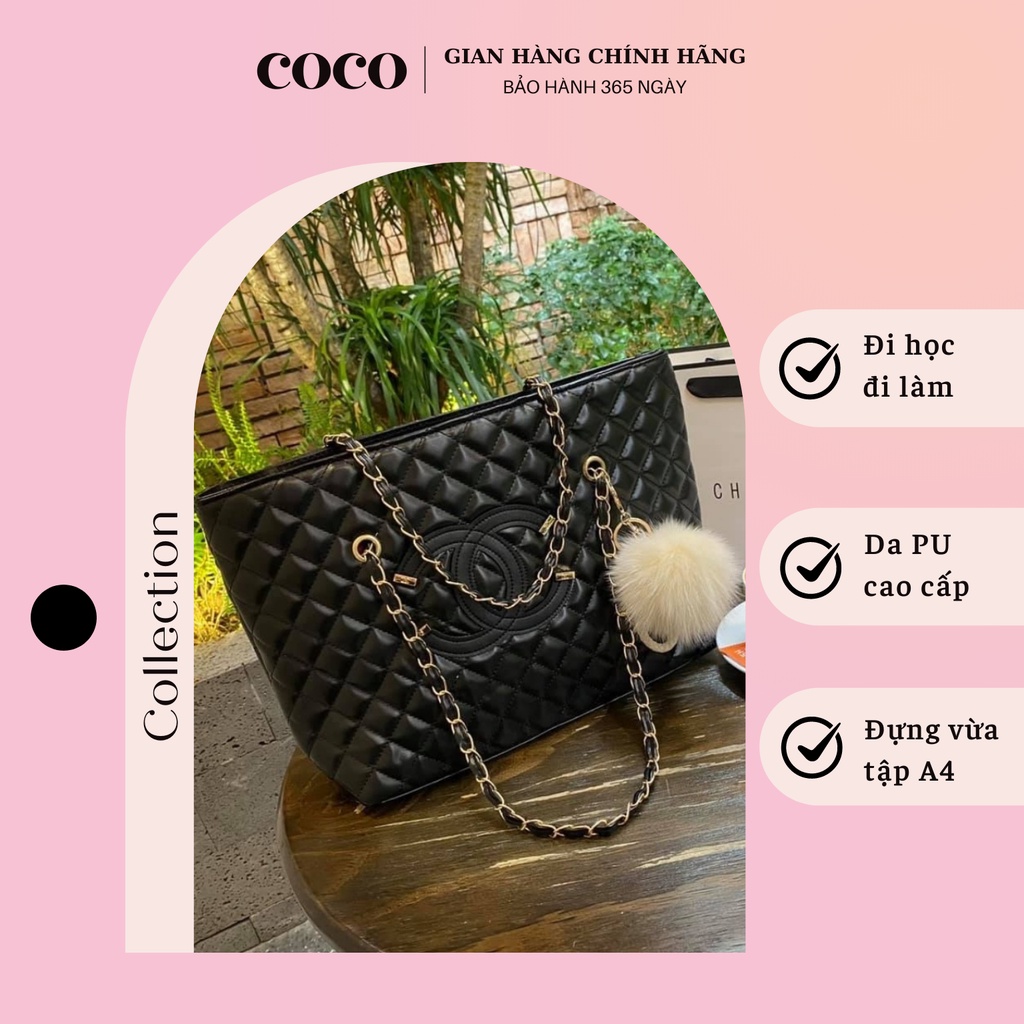 COCO
GIAN HÀNG CHÍNH HÃNG
BẢO HÀNH 365 NGÀY
Đi học
đi làm
CH
Da PU
cao cấp
Collection
Đựng vừa
tập A4